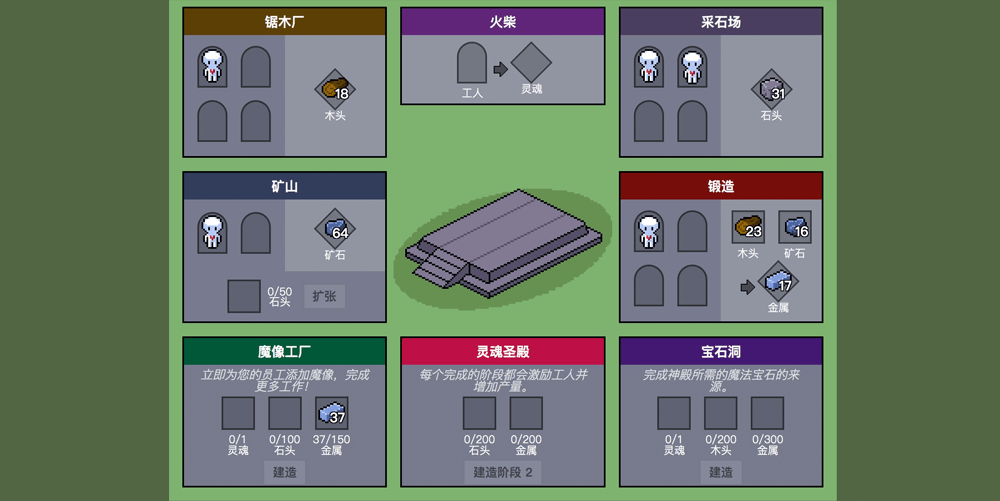 锯木厂
18
木头
火柴
工人
灵魂
采石场
31
石头
矿山
64
矿石
0/50
石头
扩张
锻造
23
16
木头
矿石
17
金属
魔像工厂
立即为您的员工添加魔像，完成
更多工作！
37
0/1
0/100
37/150
灵魂
石头
金属
建造
灵魂圣殿
每个完成的阶段都会激励工人并
增加产量。
0/200
0/200
石头
金属
建造阶段 2
宝石洞
完成神殿所需的魔法宝石的来
源。
0/1
0/200
0/300
灵魂
木头
金属
建造